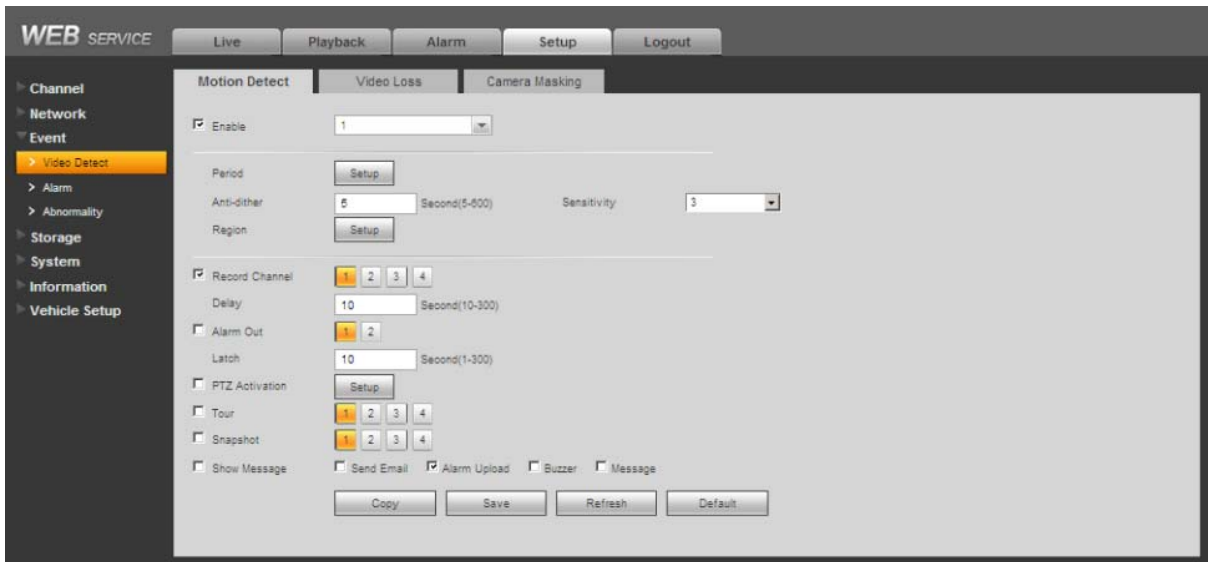 WEB SERVICE
Live Playback Alarm Setup Logout
Motion Detect Video Loss Camera Masking
Channel
Network
Event
> Video Detect
> Alarm
> Abnormality
Storage
System
Information
Vehicle Setup
Enable 1
Period Setup
Anti-dither 5 Second(5-600) Sensitivity 3
Region Setup
Record Channel 1 2 3 4
Delay 10 Second(10-300)
Alarm Out 1 2
Latch 10 Second(1-300)
PTZ Activation Setup
Tour 1 2 3 4
Snapshot 1 2 3 4
Show Message Send Email Alarm Upload Buzzer Message
Copy Save Refresh Default